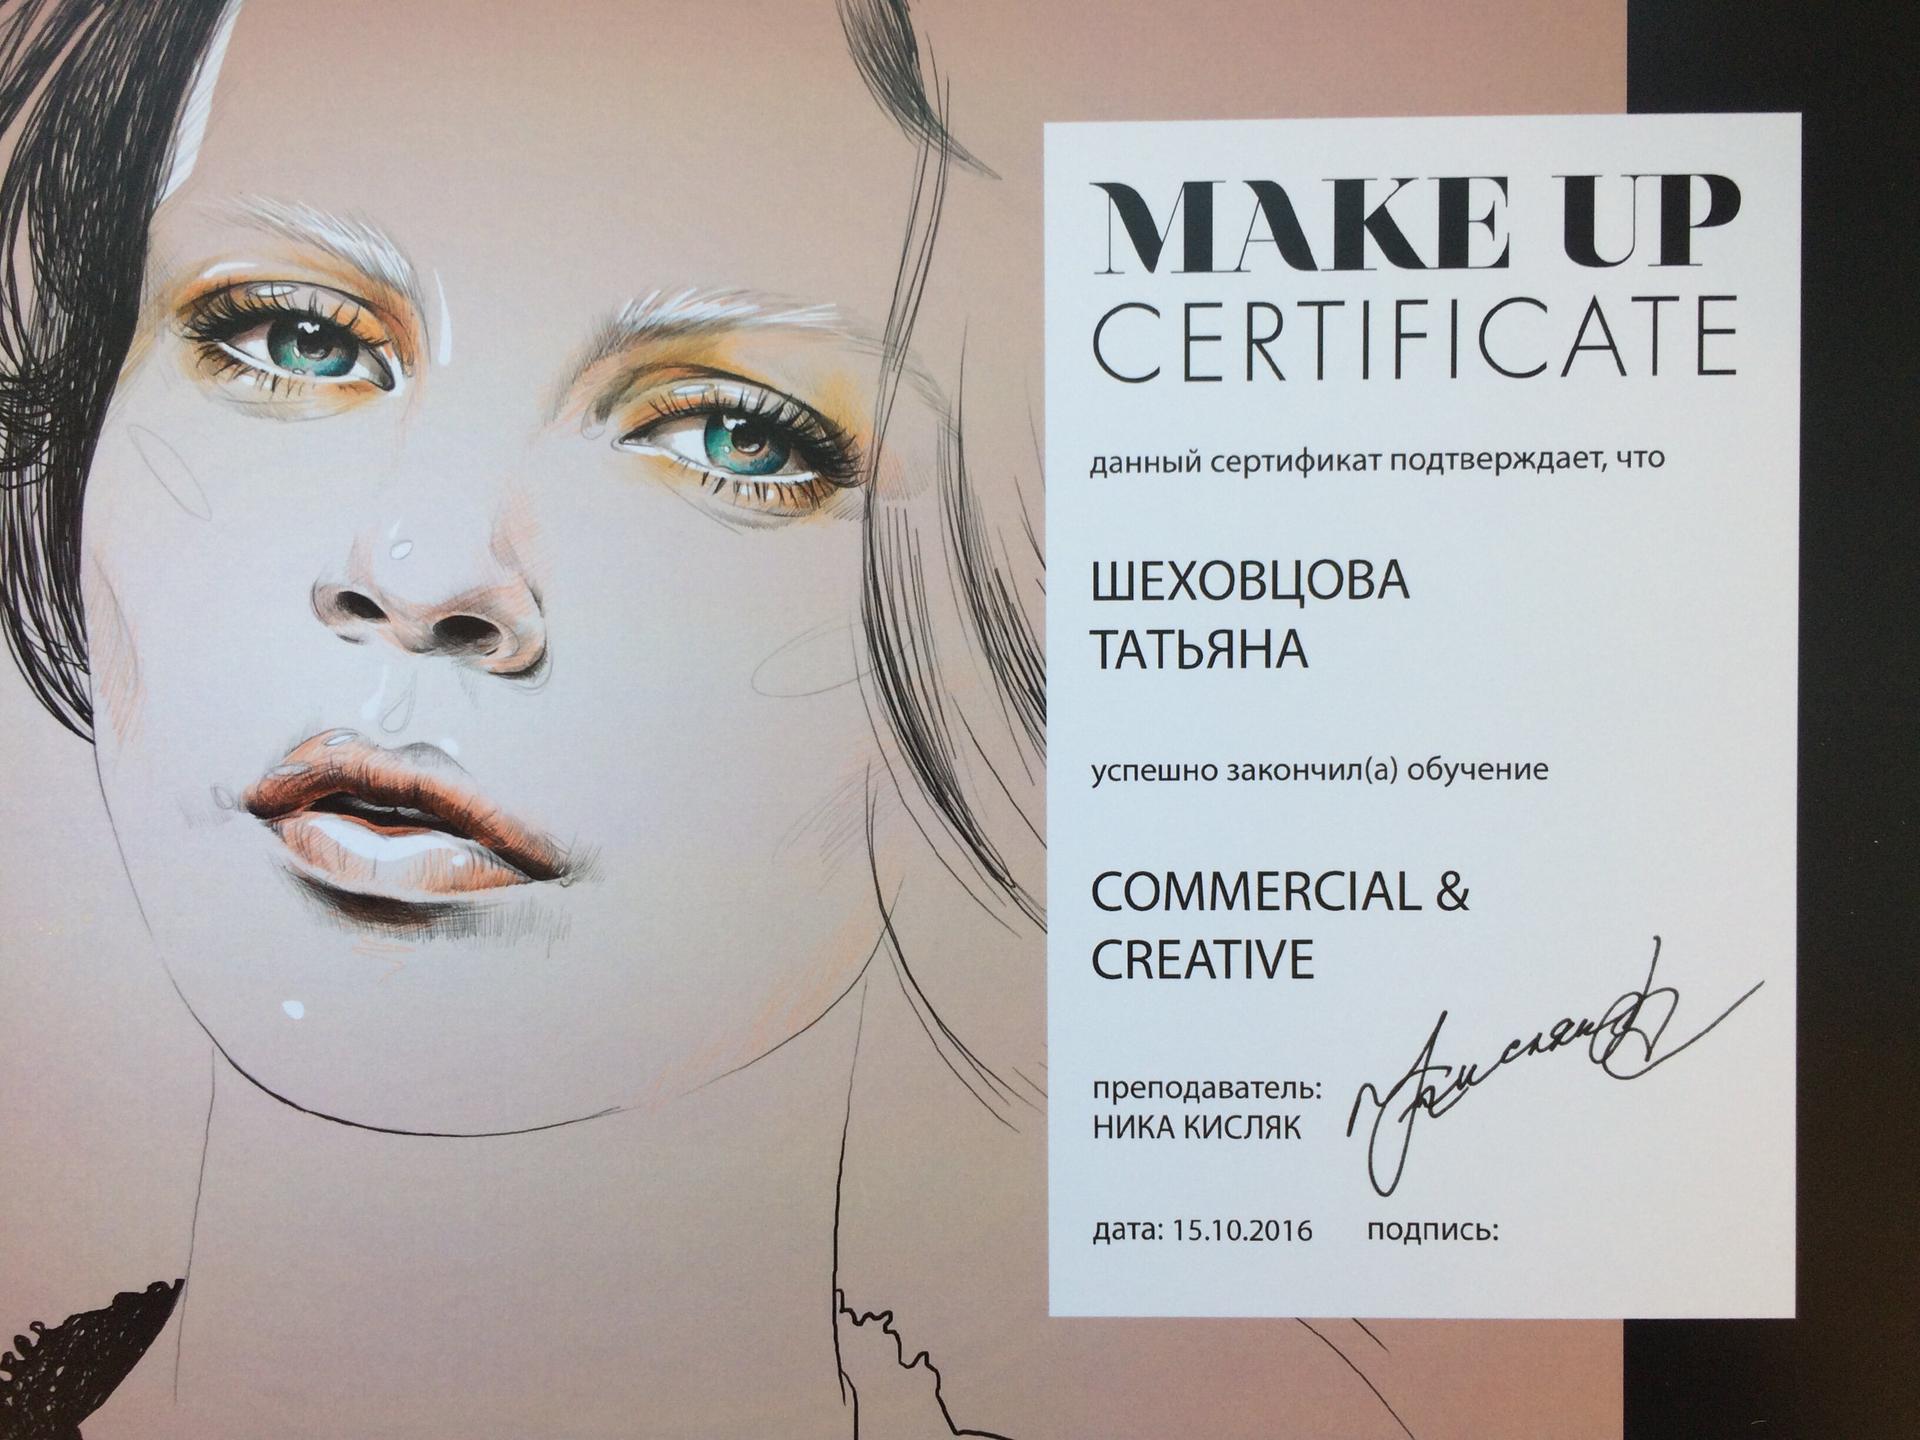 MAKE UP
CERTIFICATE
данный сертификат подтверждает, что
ШЕХОВЦОВА
ТАТЬЯНА
успешно закончил(а) обучение
COMMERCIAL &
CREATIVE
преподаватель:
НИКА КИСЛЯК
дата: 15.10.2016 подпись: